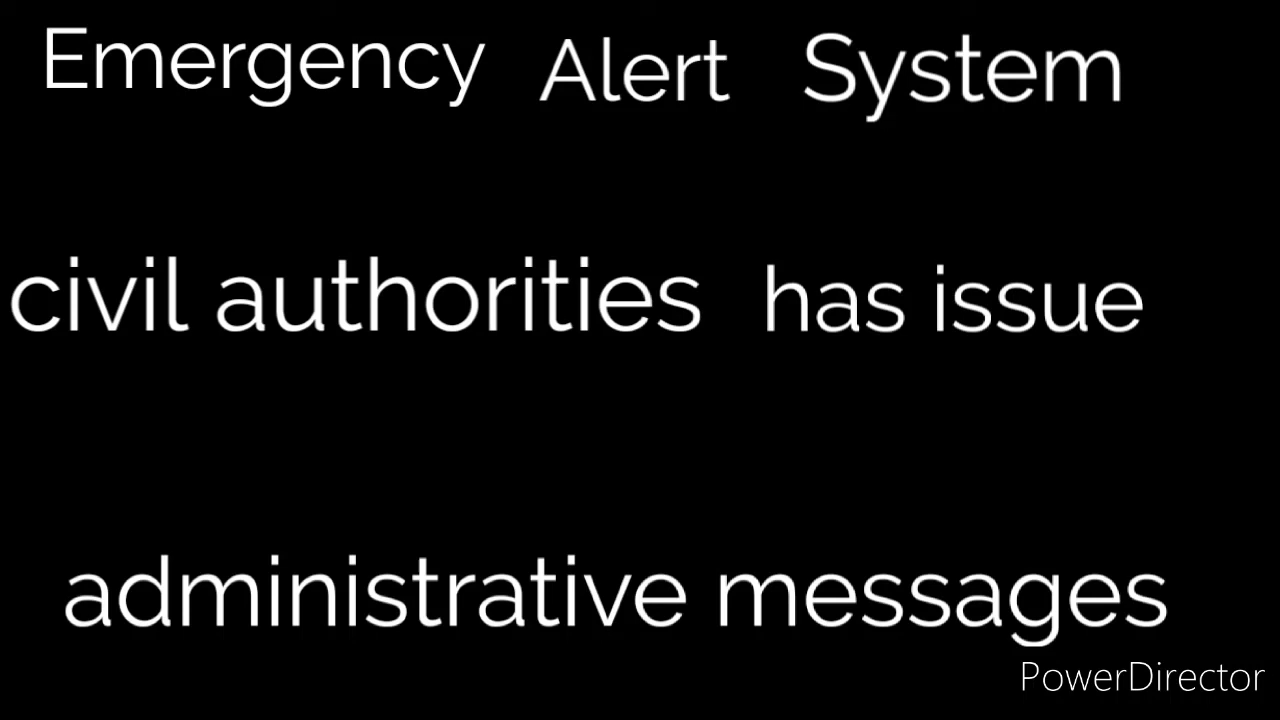 Emergency Alert System
civil authorities has issue
administrative messages
PowerDirector